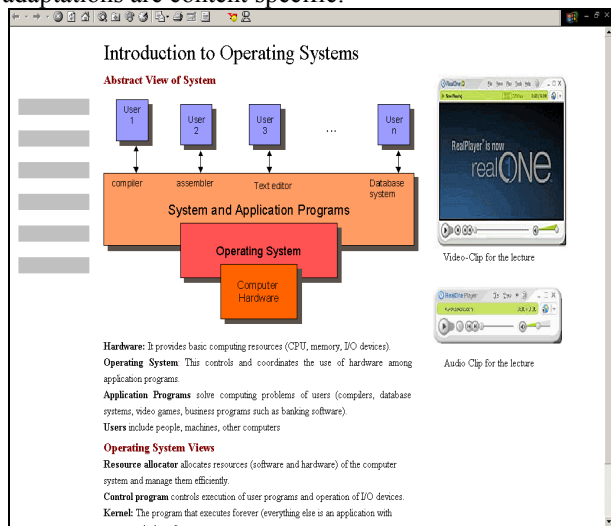 adaptations are content specific.
Introduction to Operating Systems
Abstract View of System
User 1
User 2
User 3
...
User n
compiler
assembler
Text editor
Database system
System and Application Programs
Operating System
Computer Hardware
RealOne
Now Playing
RealPlayer is now
realONE
Video-Clip for the lecture
RealOne Player
Audio Clip for the lecture
Hardware: It provides basic computing resources (CPU, memory, I/O devices).
Operating System: This controls and coordinates the use of hardware among
application programs.
Application Programs solve computing problems of users (compilers, database
systems, video games, business programs such as banking software).
Users include people, machines, other computers
Operating System Views
Resource allocator allocates resources (software and hardware) of the computer
system and manage them efficiently.
Control program controls execution of user programs and operation of I/O devices.
Kernel: The program that executes forever (everything else is an application with